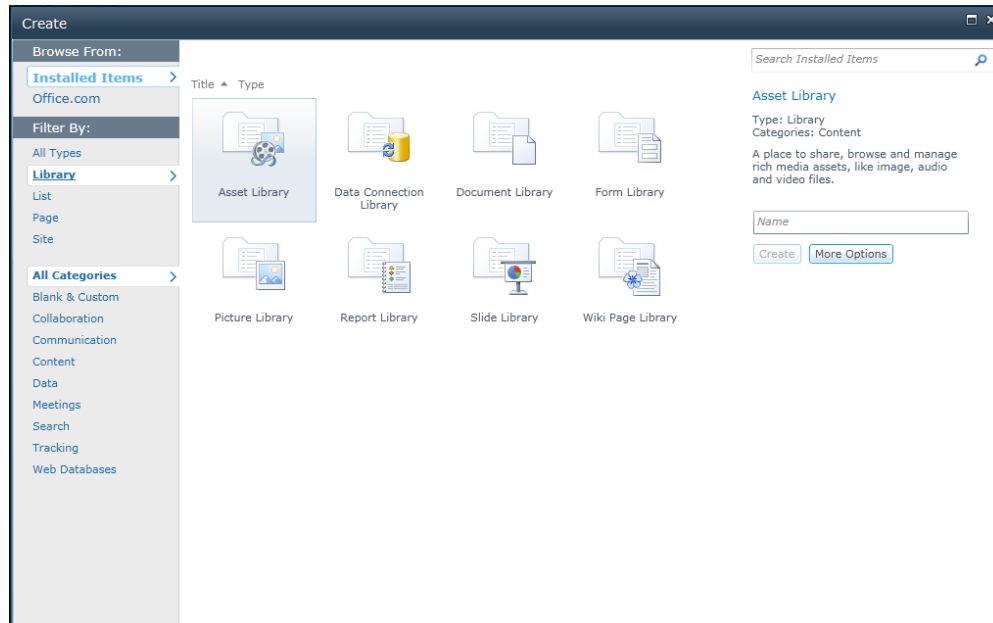 Create
Browse From:
Installed Items
Office.com
Filter By:
All Types
Library
List
Page
Site
All Categories
Blank & Custom
Collaboration
Communication
Content
Data
Meetings
Search
Tracking
Web Databases
Title Type
Asset Library
Data Connection
Library
Document Library
Form Library
Picture Library
Report Library
Slide Library
Wiki Page Library
Search Installed Items
Asset Library
Type: Library
Categories: Content
A place to share, browse and manage
rich media assets, like image, audio
and video files.
Name
Create More Options